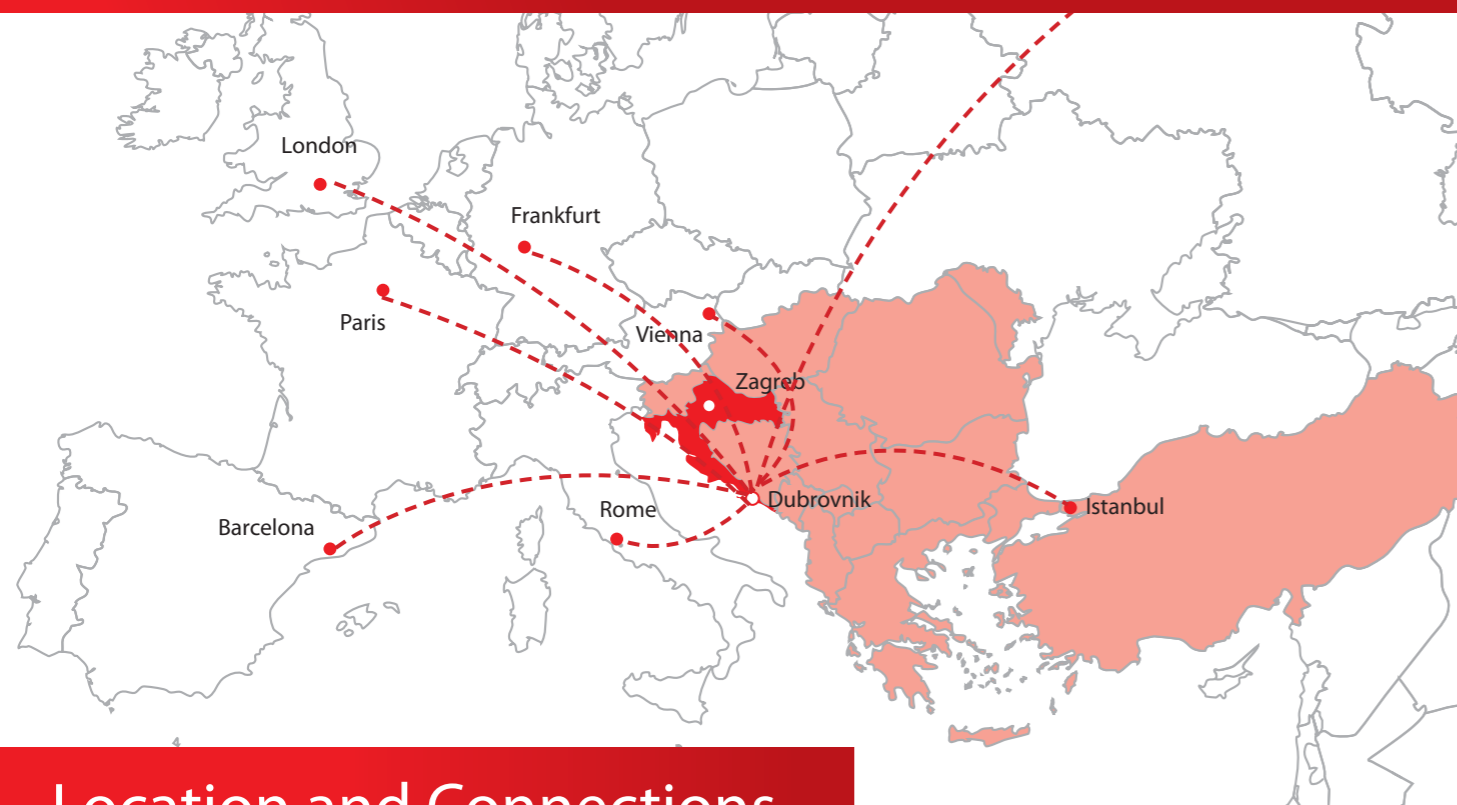 London
Frankfurt
Paris
Vienna
Zagreb
Dubrovnik
Istanbul
Rome
Barcelona
Location and Connections